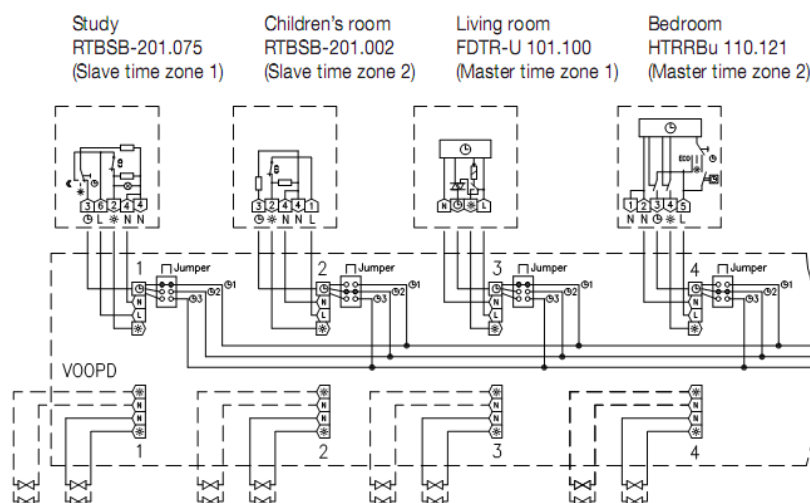 Study
RTBSB-201.075
(Slave time zone 1)
Children's room
RTBSB-201.002
(Slave time zone 2)
Living room
FDTR-U 101.100
(Master time zone 1)
Bedroom
HTRRBu 110.121
(Master time zone 2)
ECO
3 6 2 4 4
L N N
3 2 4 4 1
N N L
N L
1 2 3 4 5
N N L
1 Jumper
2 Jumper
3 Jumper
4 Jumper
1 1 1 1
N 2 N 2 N 2 N 2
L 3 L 3 L 3 L 3
VOOPD
N N N N
N N N N
1 2 3 4